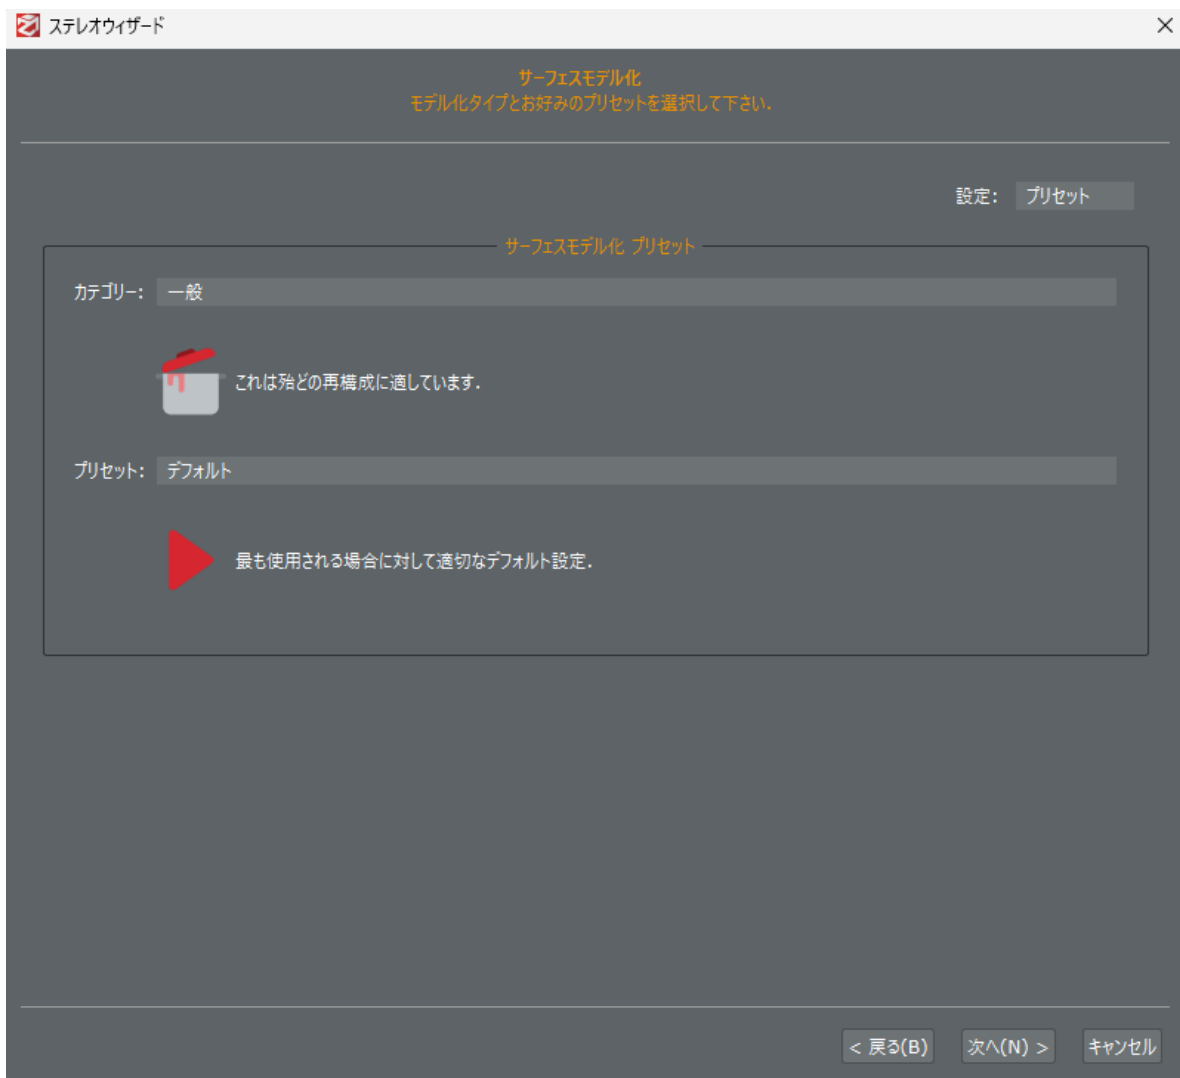 ステレオウィザード
サーフェスモデル化
モデル化タイプとお好みのプリセットを選択して下さい.
設定: プリセット
サーフェスモデル化 プリセット
カテゴリー: 一般
これは殆どの再構成に適しています.
プリセット: デフォルト
最も使用される場合に対して適切なデフォルト設定.
< 戻る(B) 次へ(N) > キャンセル